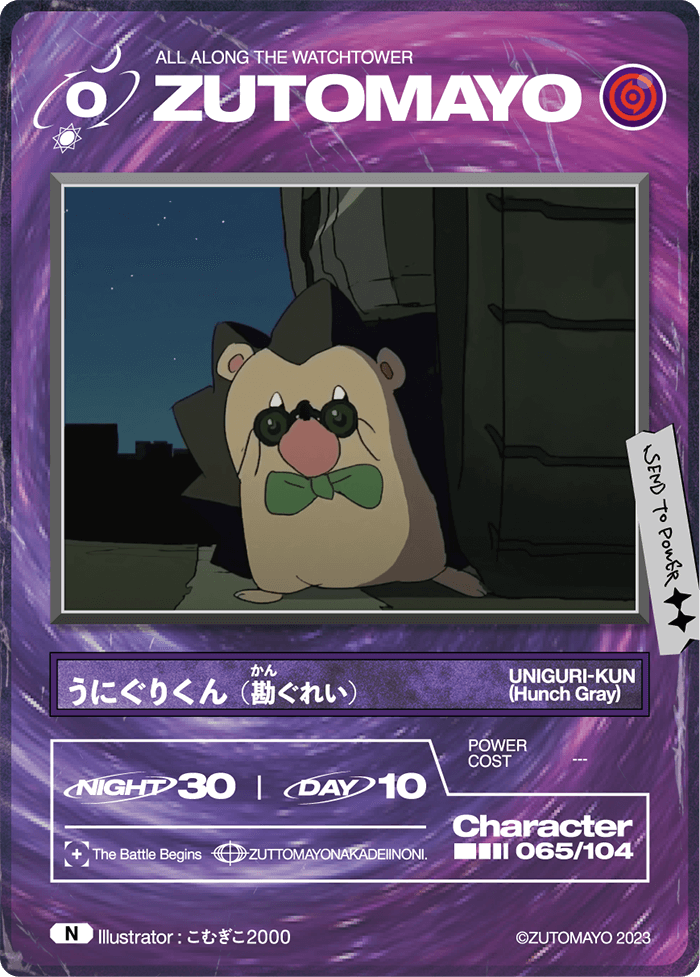 ALL ALONG THE WATCHTOWER
ZUTOMAYO
SEND TO POWER
かん
うにぐりくん（勘ぐれい）
UNIGURI-KUN
(Hunch Gray)
POWER
COST ---
NIGHT 30 | DAY 10
Character
065/104
The Battle Begins ZUTTOMAYONAKADEIINONI.
N Illustrator : こむぎこ2000
©ZUTOMAYO 2023